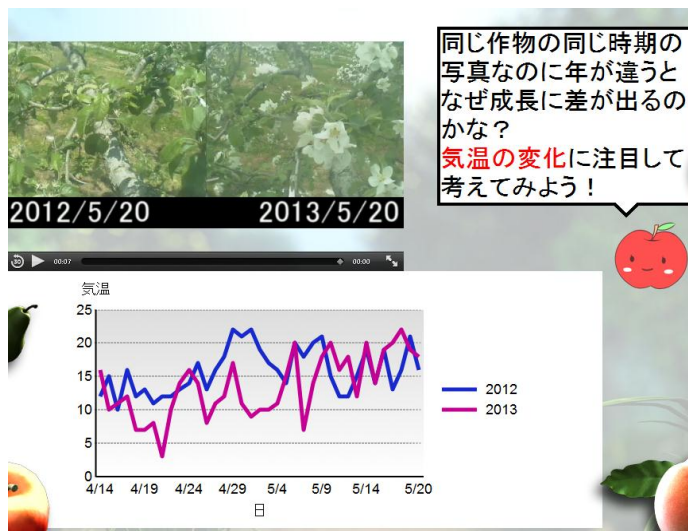 同じ作物の同じ時期の
写真なのに年が違うと
なぜ成長に差が出るの
かな？
気温の変化に注目して
考えてみよう！
2012/5/20
2013/5/20
30
00:07
00:00
気温
25
20
15
10
5
0
4/14
4/19
4/24
4/29
5/4
5/9
5/14
5/20
日
2012
2013